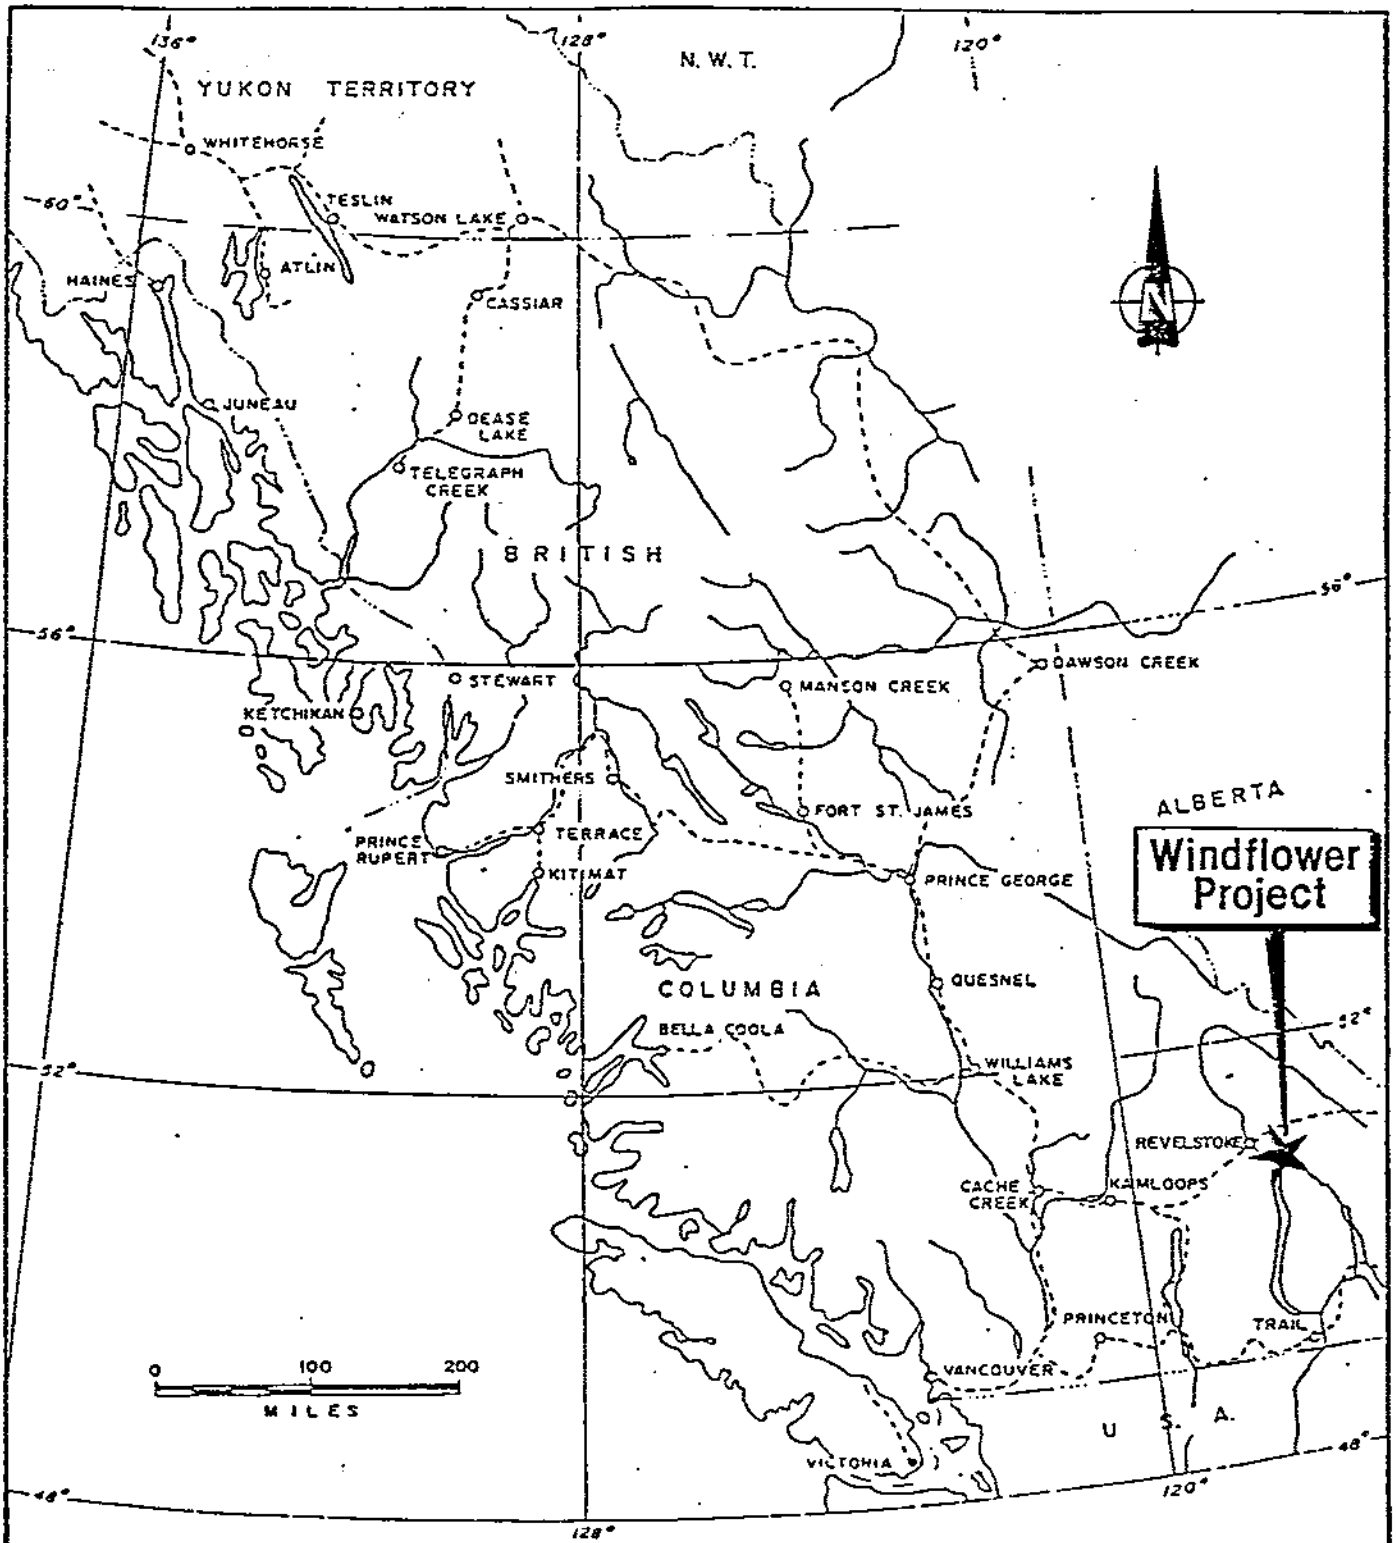 136°
128°
120°
N.W.T.
YUKON TERRITORY
WHITEHORSE
60°
TESLIN
WATSON LAKE
ATLIN
HAINES
CASSIAR
N
JUNEAU
DEASE
LAKE
TELEGRAPH
CREEK
BRITISH
56°
56°
DAWSON CREEK
STEWART
MANSON CREEK
KETCHIKAN
SMITHERS
ALBERTA
FORT ST. JAMES
TERRACE
PRINCE
RUPERT
Windflower
Project
KITIMAT
PRINCE GEORGE
QUESNEL
COLUMBIA
BELLA COOLA
52°
52°
WILLIAMS
LAKE
REVELSTOKE
CACHE
CREEK
KAMLOOPS
PRINCETON
TRAIL
0 100 200
MILES
VANCOUVER
U. S. A.
VICTORIA
48°
48°
120°
128°